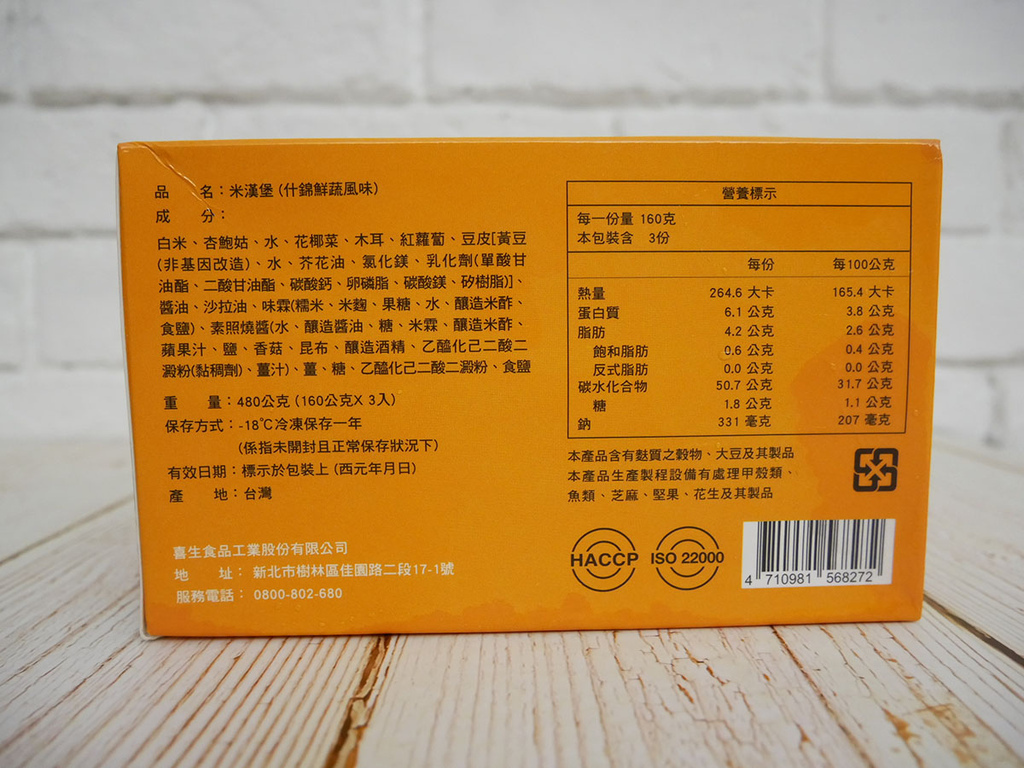 品 名：米漢堡 (什錦鮮蔬風味)
成 分：
白米、杏鮑菇、水、花椰菜、木耳、紅蘿蔔、豆皮[黃豆
(非基因改造)、水、芥花油、氯化鎂、乳化劑(單酸甘
油酯、二酸甘油酯、碳酸鈣、卵磷脂、碳酸鎂、矽樹脂)]、
醬油、沙拉油、味霖(糯米、米麴、果糖、水、釀造米酢、
食鹽)、素照燒醬(水、釀造醬油、糖、米霖、釀造米酢、
蘋果汁、鹽、香菇、昆布、釀造酒精、乙醯化己二酸二
澱粉(黏稠劑)、薑汁)、薑、糖、乙醯化己二酸二澱粉、食鹽
重 量：480公克 (160公克X 3入)
保存方式：-18℃冷凍保存一年
(係指未開封且正常保存狀況下)
有效日期：標示於包裝上 (西元年月日)
產 地：台灣
喜生食品工業股份有限公司
地 址： 新北市樹林區佳園路二段17-1號
服務電話： 0800-802-680
營養標示
每一份量 160克
本包裝含 3份
每份 每100公克
熱量 264.6 大卡 165.4 大卡
蛋白質 6.1 公克 3.8 公克
脂肪 4.2 公克 2.6 公克
飽和脂肪 0.6 公克 0.4 公克
反式脂肪 0.0 公克 0.0 公克
碳水化合物 50.7 公克 31.7 公克
糖 1.8 公克 1.1 公克
鈉 331 毫克 207 毫克
本產品含有麩質之穀物、大豆及其製品
本產品生產製程設備有處理甲殼類、
魚類、芝麻、堅果、花生及其製品
HACCP
ISO 22000
4 710981 568272